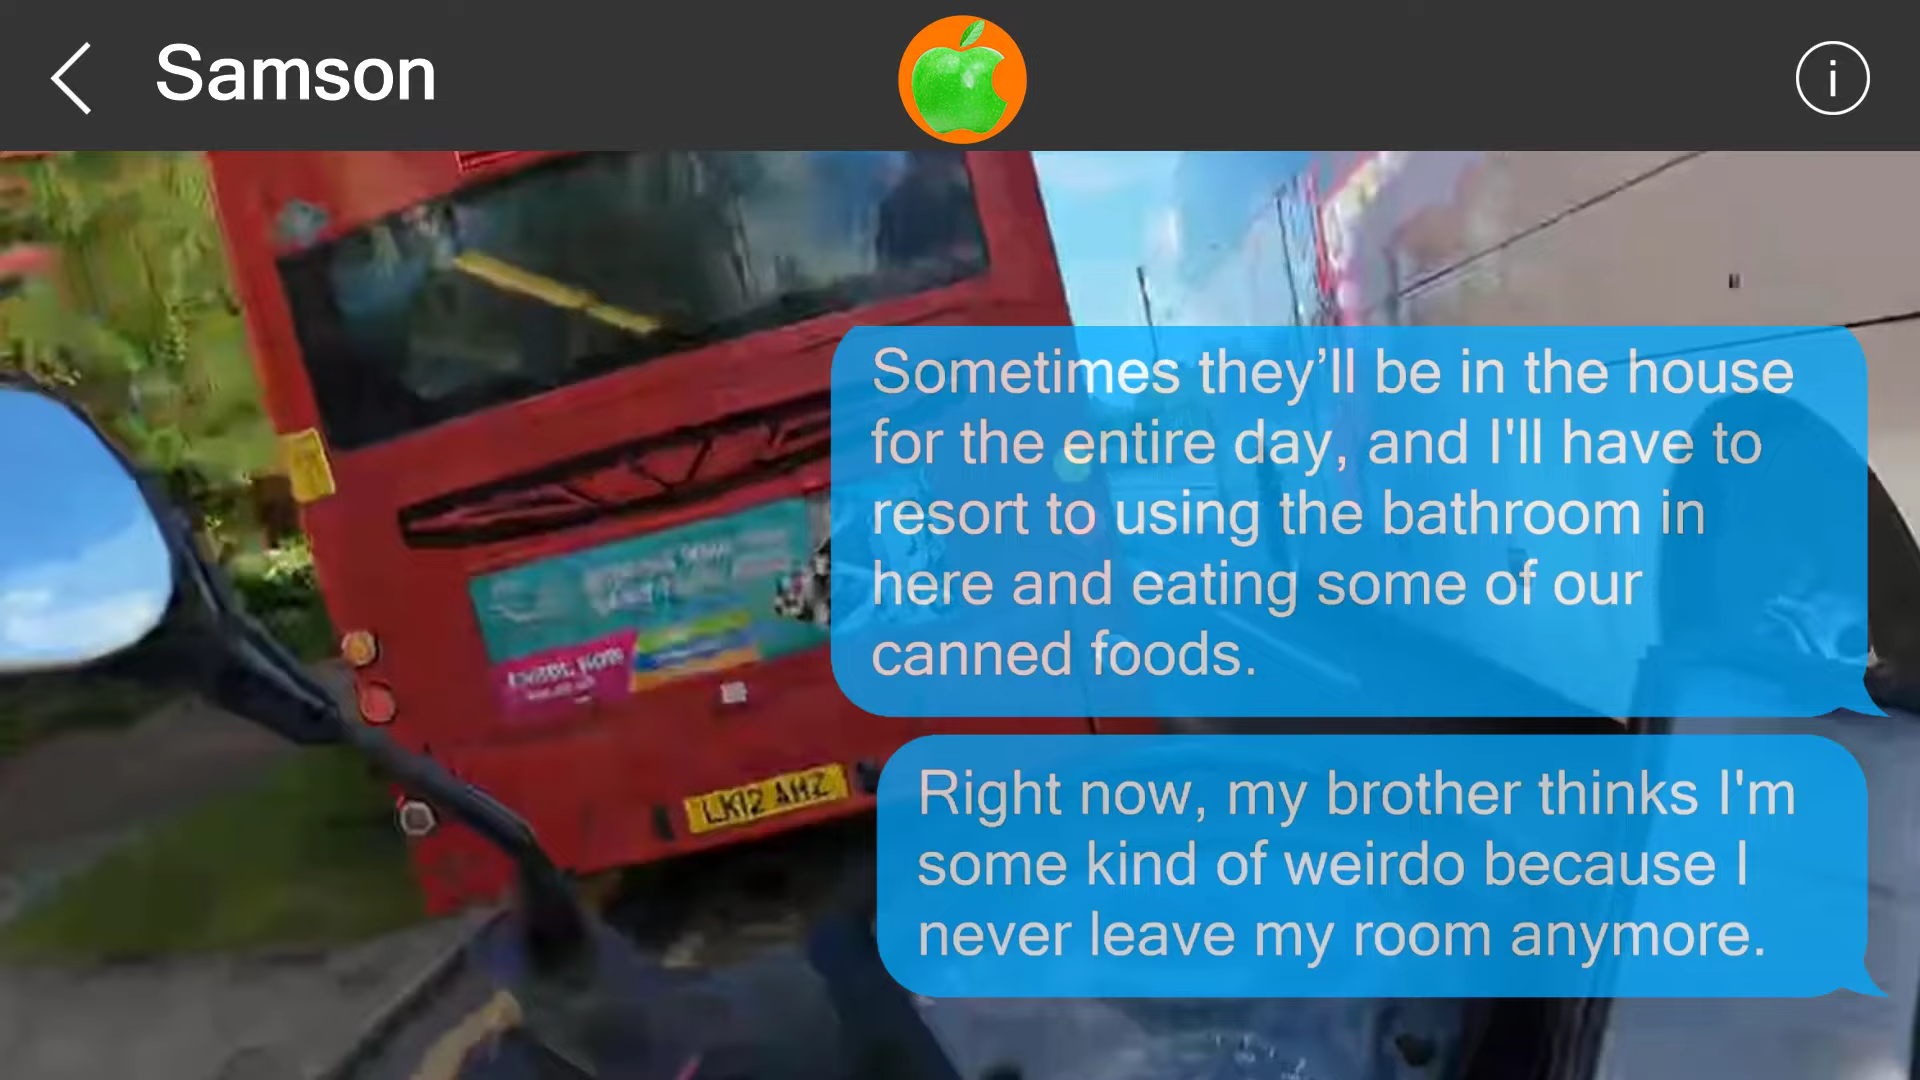 Samson
i
Sometimes they’ll be in the house
for the entire day, and I'll have to
resort to using the bathroom in
here and eating some of our
canned foods.
Right now, my brother thinks I'm
some kind of weirdo because I
never leave my room anymore.
LK12 AHZ